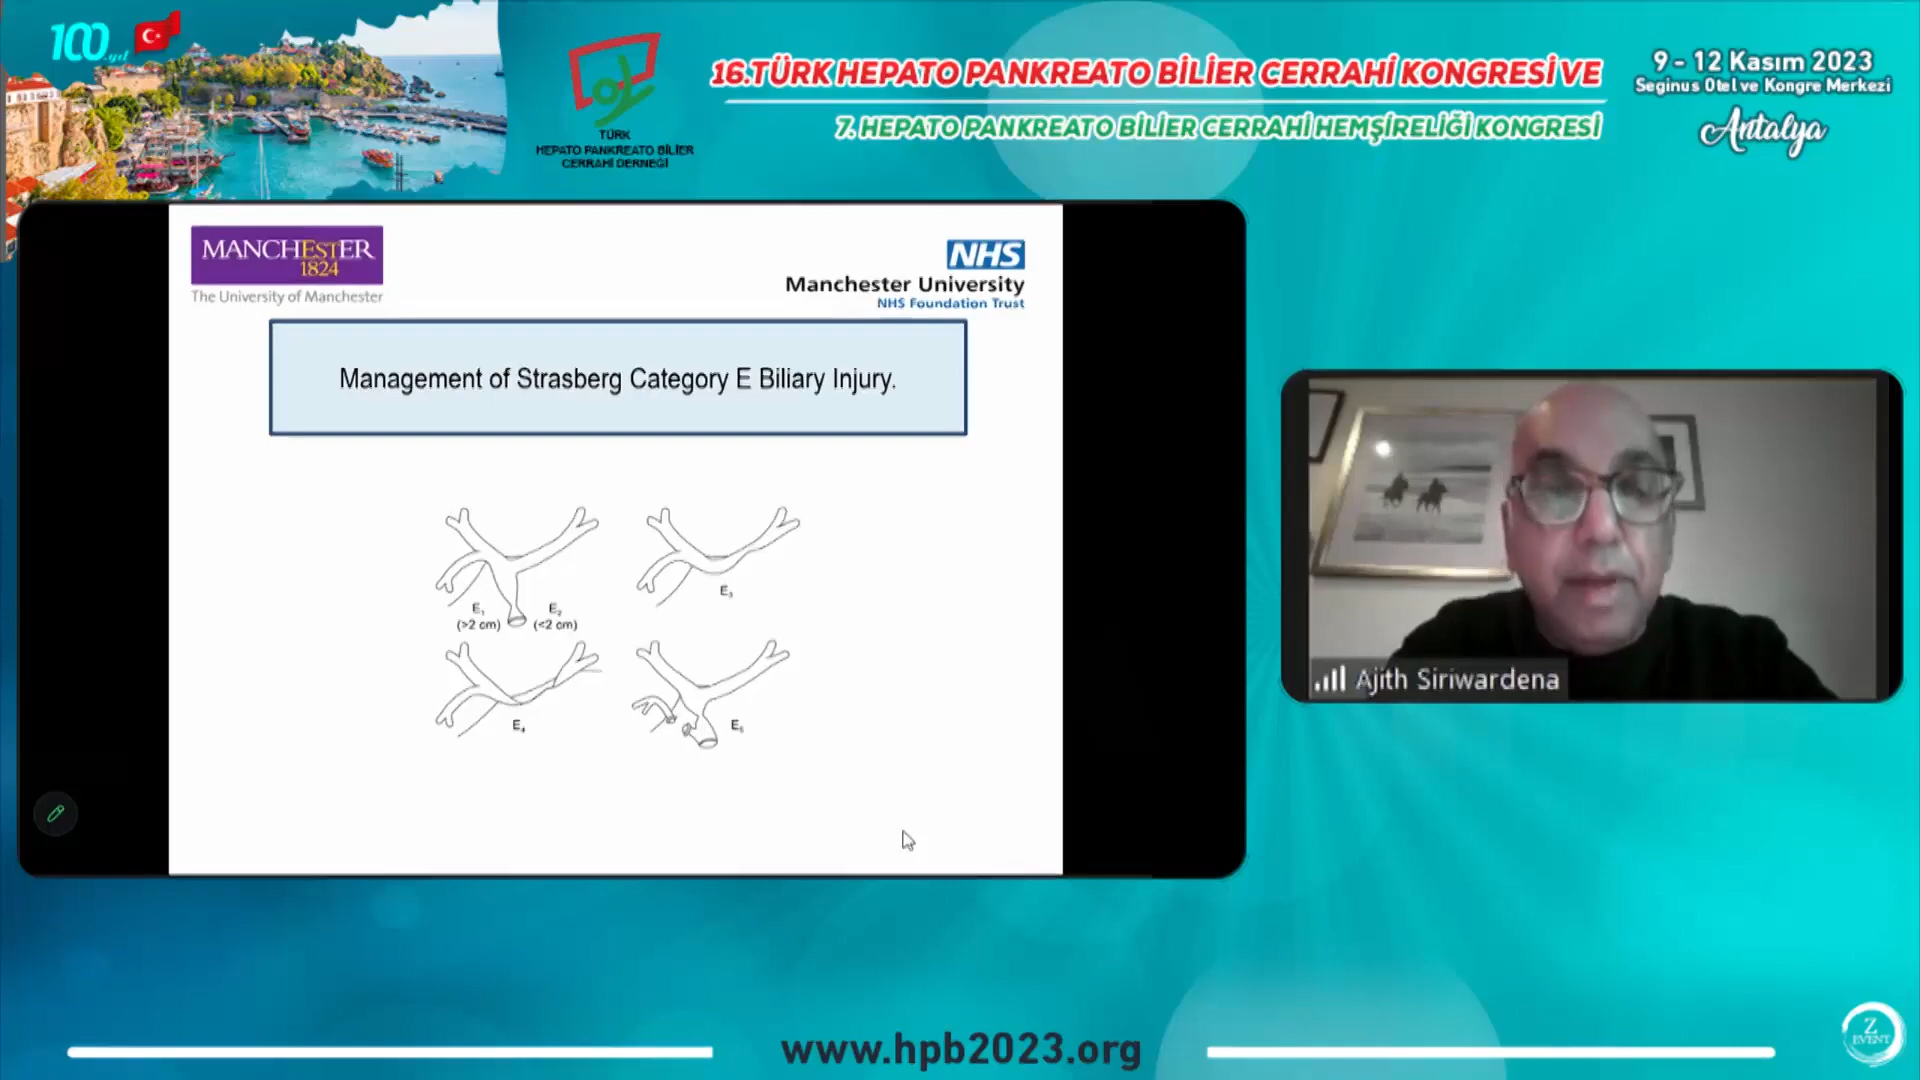 100.yıl
TÜRK
HEPATO PANKREATO BİLİER
CERRAHİ DERNEĞİ
16.TÜRK HEPATO PANKREATO BİLİER CERRAHİ KONGRESİ VE
7. HEPATO PANKREATO BİLİER CERRAHİ HEMŞİRELİĞİ KONGRESİ
9 - 12 Kasım 2023
Seginus Otel ve Kongre Merkezi
Antalya
MANCHESTER
1824
The University of Manchester
NHS
Manchester University
NHS Foundation Trust
Management of Strasberg Category E Biliary Injury.
E₁
(>2 cm)
E₂
(<2 cm)
E₃
E₄
E₅
Ajith Siriwardena
www.hpb2023.org
Z
EVENT